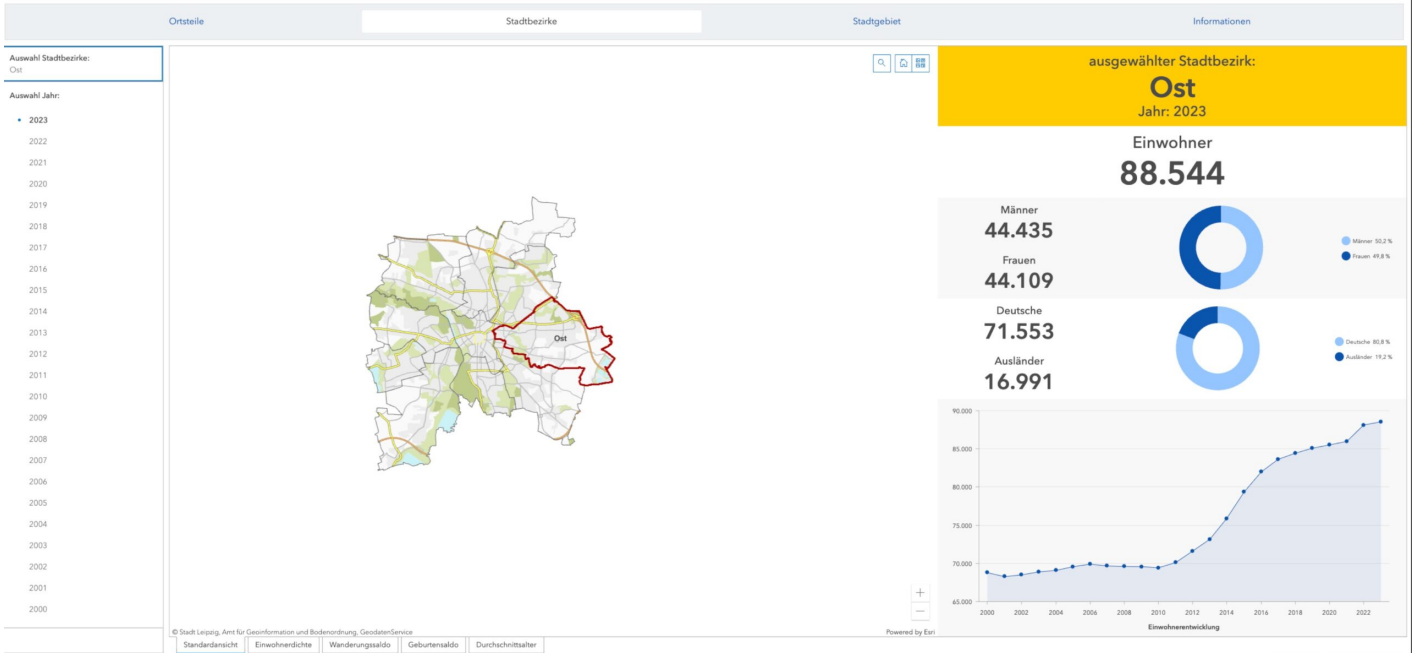 Ortsteile
Stadtbezirke
Stadtgebiet
Informationen
Auswahl Stadtbezirke:
Ost
Auswahl Jahr:
2023
2022
2021
2020
2019
2018
2017
2016
2015
2014
2013
2012
2011
2010
2009
2008
2007
2006
2005
2004
2003
2002
2001
2000
Ost
+
−
© Stadt Leipzig, Amt für Geoinformation und Bodenordnung, GeodatenService
Powered by Esri
Standardansicht
Einwohnerdichte
Wanderungssaldo
Geburtensaldo
Durchschnittsalter
ausgewählter Stadtbezirk:
Ost
Jahr: 2023
Einwohner
88.544
Männer
44.435
Frauen
44.109
Männer 50,2 %
Frauen 49,8 %
Deutsche
71.553
Ausländer
16.991
Deutsche 80,8 %
Ausländer 19,2 %
90.000
85.000
80.000
75.000
70.000
65.000
2000 2002 2004 2006 2008 2010 2012 2014 2016 2018 2020 2022
Einwohnerentwicklung